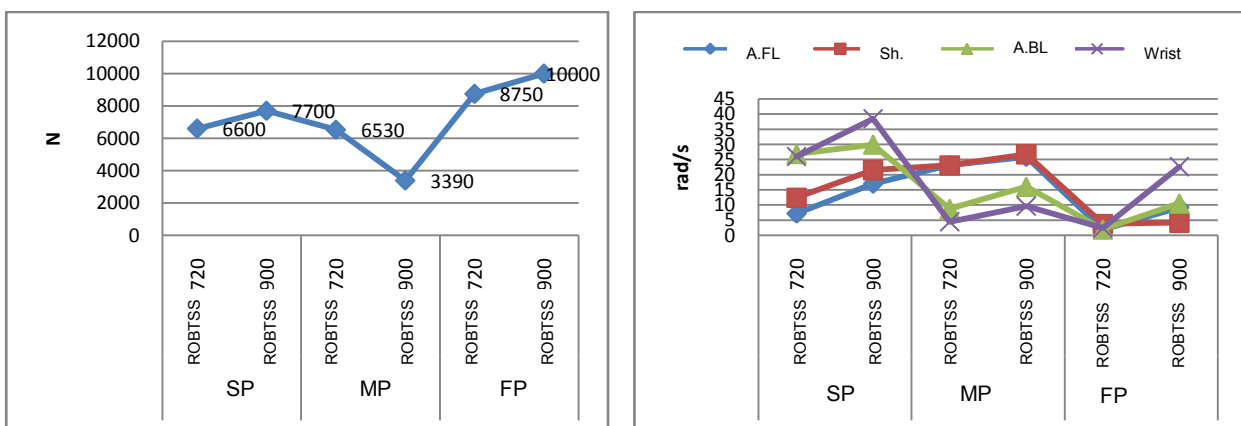 12000
10000
8000
6000
4000
2000
0
N
6600
7700
6530
3390
8750
10000
ROBTSS 720
ROBTSS 900
ROBTSS 720
ROBTSS 900
ROBTSS 720
ROBTSS 900
SP MP FP
A.FL Sh. A.BL Wrist
45
40
35
30
25
20
15
10
5
0
rad/s
ROBTSS 720
ROBTSS 900
ROBTSS 720
ROBTSS 900
ROBTSS 720
ROBTSS 900
SP MP FP